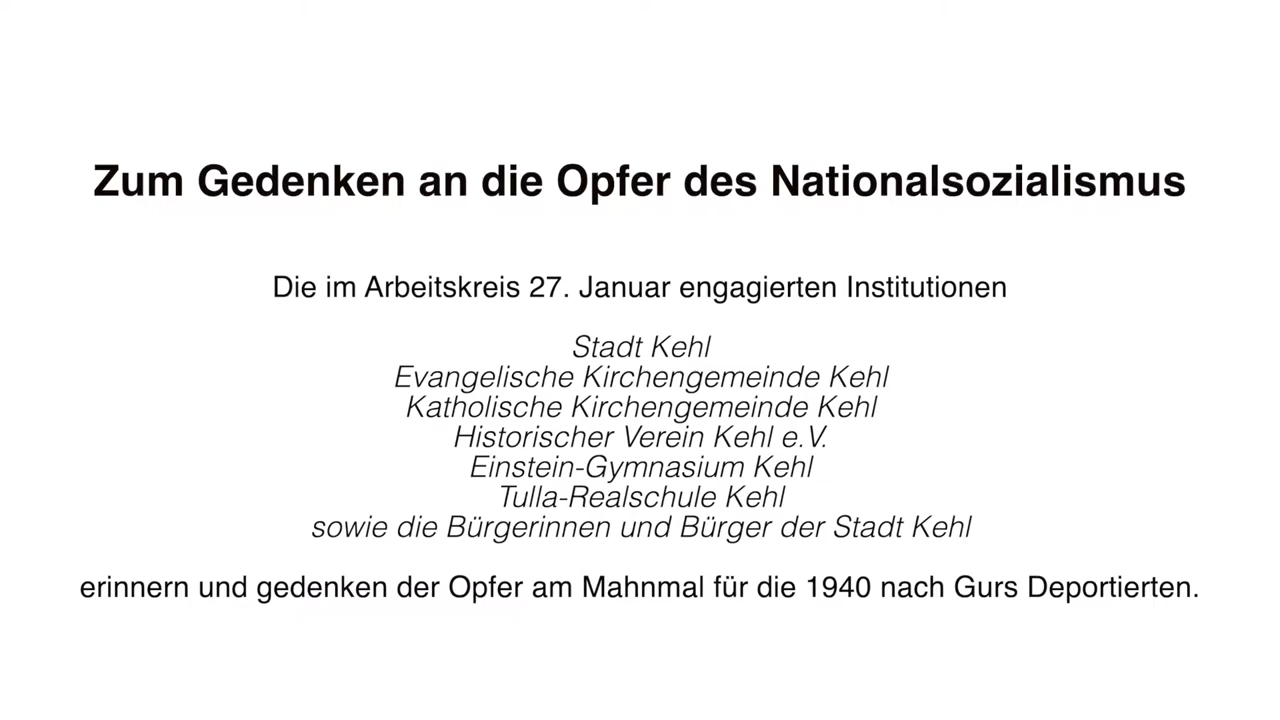 Zum Gedenken an die Opfer des Nationalsozialismus
Die im Arbeitskreis 27. Januar engagierten Institutionen
Stadt Kehl
Evangelische Kirchengemeinde Kehl
Katholische Kirchengemeinde Kehl
Historischer Verein Kehl e.V.
Einstein-Gymnasium Kehl
Tulla-Realschule Kehl
sowie die Bürgerinnen und Bürger der Stadt Kehl
erinnern und gedenken der Opfer am Mahnmal für die 1940 nach Gurs Deportierten.